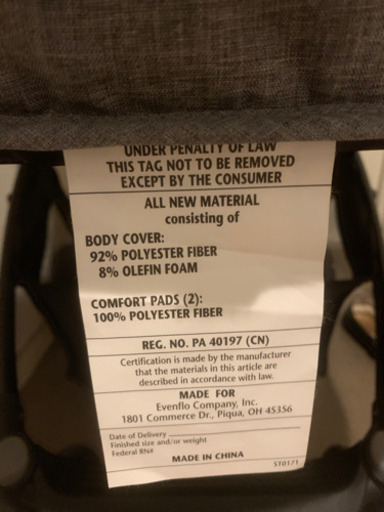 UNDER PENALTY OF LAW
THIS TAG NOT TO BE REMOVED
EXCEPT BY THE CONSUMER
ALL NEW MATERIAL
consisting of
BODY COVER:
92% POLYESTER FIBER
8% OLEFIN FOAM
COMFORT PADS (2):
100% POLYESTER FIBER
REG. NO. PA 40197 (CN)
Certification is made by the manufacturer
that the materials in this article are
described in accordance with law.
MADE FOR
Evenflo Company, Inc.
1801 Commerce Dr., Piqua, OH 45356
Date of Delivery
Finished size and/or weight
Federal RN#
MADE IN CHINA
ST0171